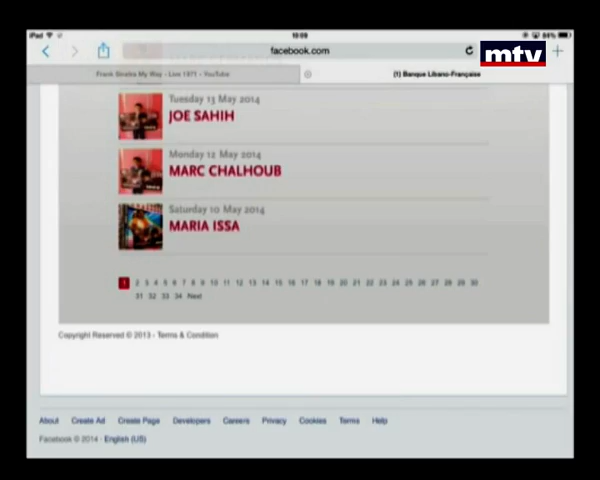 iPad
84%
facebook.com
mtv
Frank Sinatra My Way - Live 1971 - YouTube
(1) Banque Libano-Française
Tuesday 13 May 2014
JOE SAHIH
Monday 12 May 2014
MARC CHALHOUB
Saturday 10 May 2014
MARIA ISSA
1 2 3 4 5 6 7 8 9 10 11 12 13 14 15 16 17 18 19 20 21 22 23 24 25 26 27 28 29 30
31 32 33 34 Next
Copyright Reserved © 2013 - Terms & Condition
About Create Ad Create Page Developers Careers Privacy Cookies Terms Help
Facebook © 2014 · English (US)